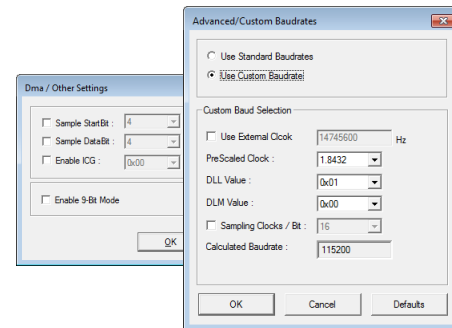 Advanced/Custom Baudrates
Use Standard Baudrates
Use Custom Baudrate
Custom Baud Selection
Use External Clcok 14745600 Hz
PreScaled Clock : 1.8432
DLL Value : 0x01
DLM Value : 0x00
Sampling Clocks / Bit : 16
Calculated Baudrate : 115200
OK Cancel Defaults
Dma / Other Settings
Sample StartBit : 4
Sample DataBit : 4
Enable ICG : 0x00
Enable 9-Bit Mode
OK